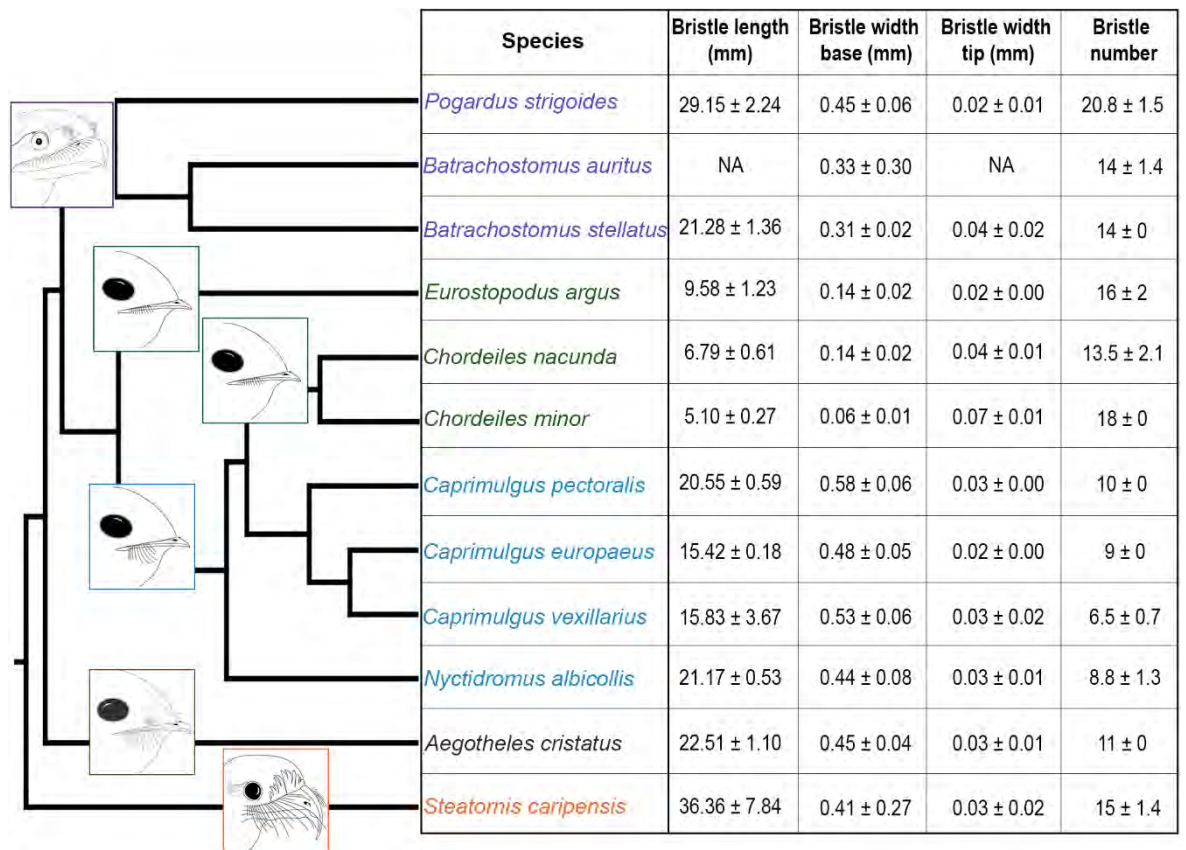 Species Bristle length (mm) Bristle width base (mm) Bristle width tip (mm) Bristle number
Pogardus strigoides 29.15 ± 2.24 0.45 ± 0.06 0.02 ± 0.01 20.8 ± 1.5
Batrachostomus auritus NA 0.33 ± 0.30 NA 14 ± 1.4
Batrachostomus stellatus 21.28 ± 1.36 0.31 ± 0.02 0.04 ± 0.02 14 ± 0
Eurostopodus argus 9.58 ± 1.23 0.14 ± 0.02 0.02 ± 0.00 16 ± 2
Chordeiles nacunda 6.79 ± 0.61 0.14 ± 0.02 0.04 ± 0.01 13.5 ± 2.1
Chordeiles minor 5.10 ± 0.27 0.06 ± 0.01 0.07 ± 0.01 18 ± 0
Caprimulgus pectoralis 20.55 ± 0.59 0.58 ± 0.06 0.03 ± 0.00 10 ± 0
Caprimulgus europaeus 15.42 ± 0.18 0.48 ± 0.05 0.02 ± 0.00 9 ± 0
Caprimulgus vexillarius 15.83 ± 3.67 0.53 ± 0.06 0.03 ± 0.02 6.5 ± 0.7
Nyctidromus albicollis 21.17 ± 0.53 0.44 ± 0.08 0.03 ± 0.01 8.8 ± 1.3
Aegotheles cristatus 22.51 ± 1.10 0.45 ± 0.04 0.03 ± 0.01 11 ± 0
Steatornis caripensis 36.36 ± 7.84 0.41 ± 0.27 0.03 ± 0.02 15 ± 1.4